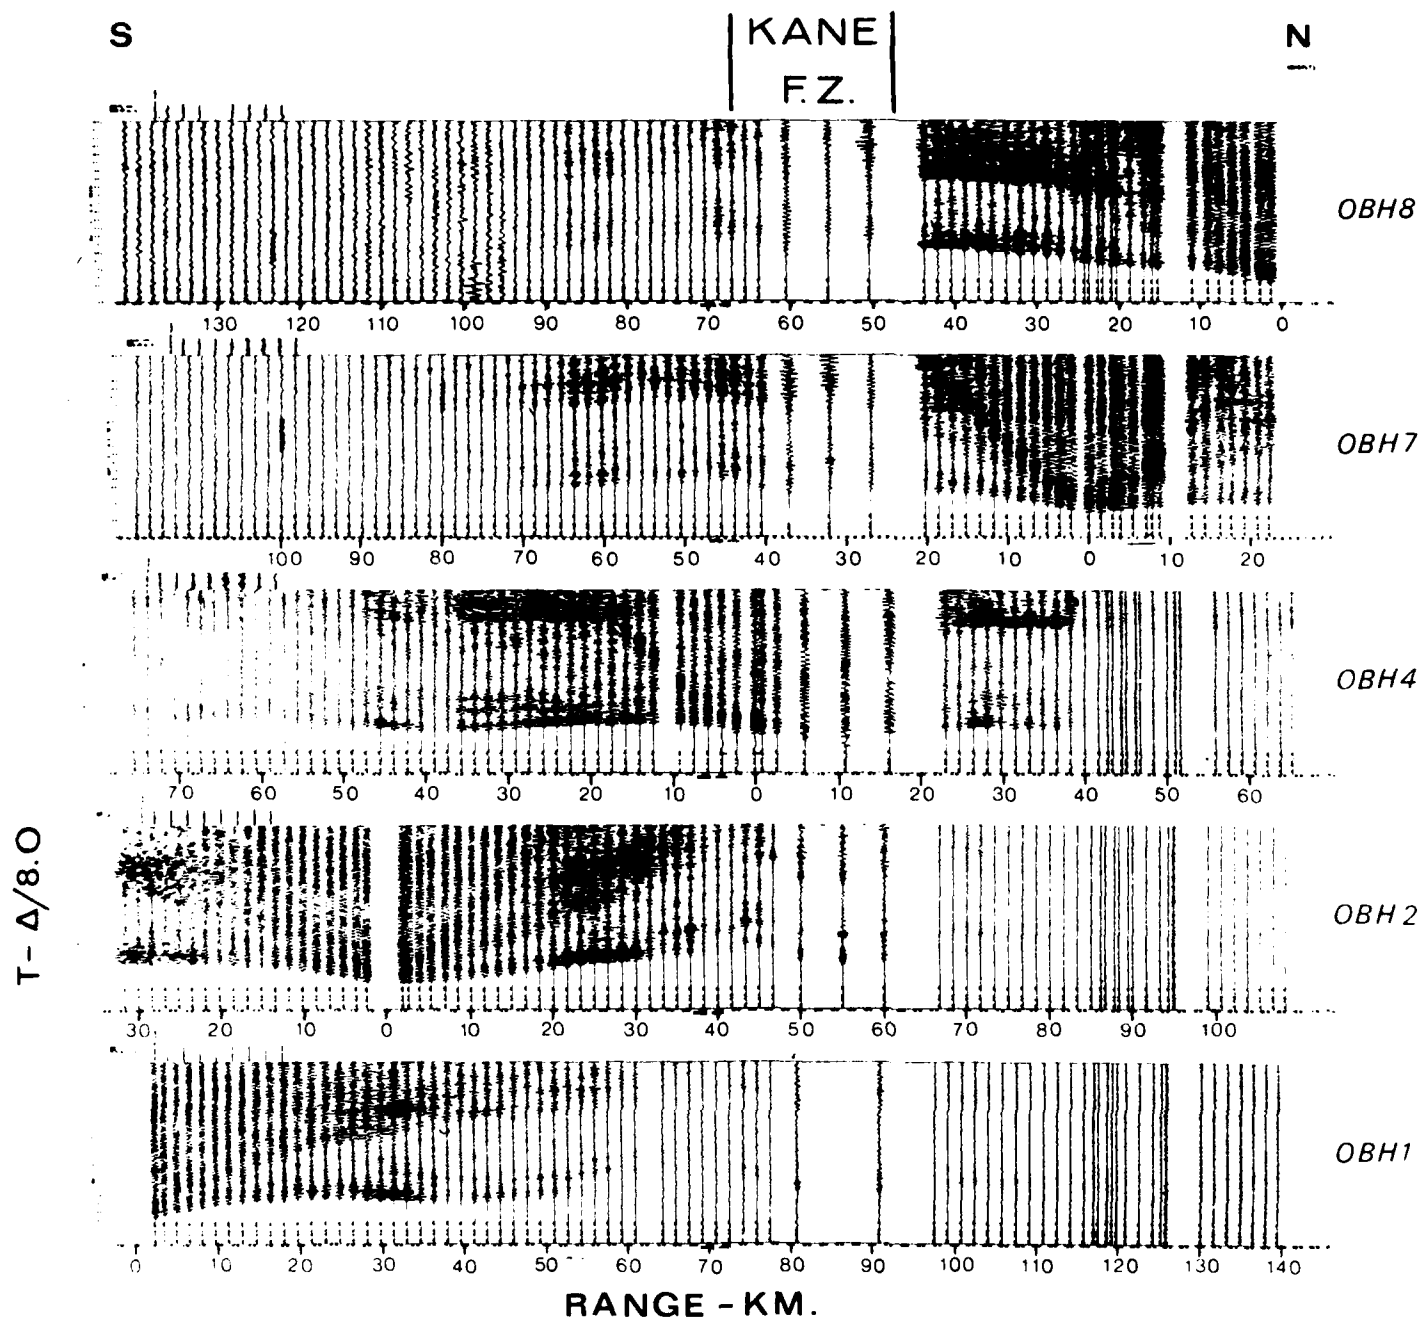 S
KANE
F. Z.
N
OBH8
130 120 110 100 90 80 70 60 50 40 30 20 10 0
OBH7
100 90 80 70 60 50 40 30 20 10 0 10 20
OBH4
70 60 50 40 30 20 10 0 10 20 30 40 50 60
T - Δ/8.0
OBH2
30 20 10 0 10 20 30 40 50 60 70 80 90 100
OBH1
0 10 20 30 40 50 60 70 80 90 100 110 120 130 140
RANGE - KM.